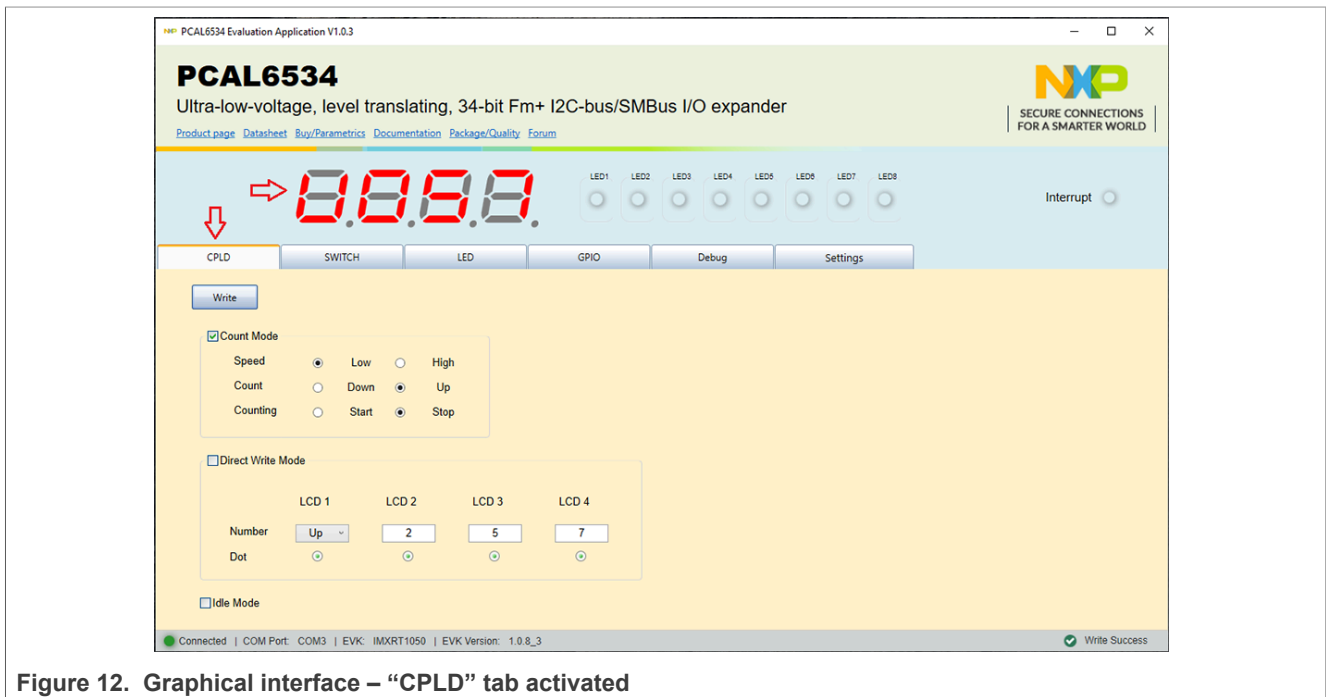 NXP PCAL6534 Evaluation Application V1.0.3
PCAL6534
Ultra-low-voltage, level translating, 34-bit Fm+ I2C-bus/SMBus I/O expander
Product page Datasheet Buy/Parametrics Documentation Package/Quality Forum
NXP
SECURE CONNECTIONS
FOR A SMARTER WORLD
U057
LED1 LED2 LED3 LED4 LED5 LED6 LED7 LED8
Interrupt
CPLD SWITCH LED GPIO Debug Settings
Write
Count Mode
Speed Low High
Count Down Up
Counting Start Stop
Direct Write Mode
LCD 1 LCD 2 LCD 3 LCD 4
Number Up 2 5 7
Dot
Idle Mode
Connected | COM Port: COM3 | EVK: IMXRT1050 | EVK Version: 1.0.8_3
Write Success
Figure 12. Graphical interface – “CPLD” tab activated